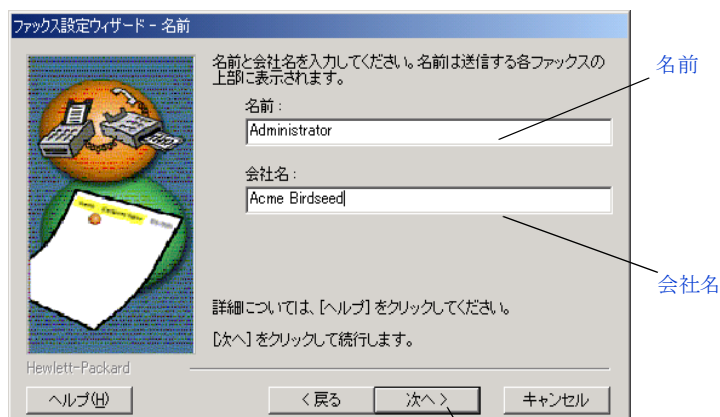 ファックス設定ウィザード - 名前
名前と会社名を入力してください。名前は送信する各ファックスの
上部に表示されます。
名前
名前:
Administrator
会社名:
Acme Birdseed
会社名
詳細については、[ヘルプ]をクリックしてください。
[次へ]をクリックして続行します。
Hewlett-Packard
ヘルプ(H)
< 戻る
次へ >
キャンセル